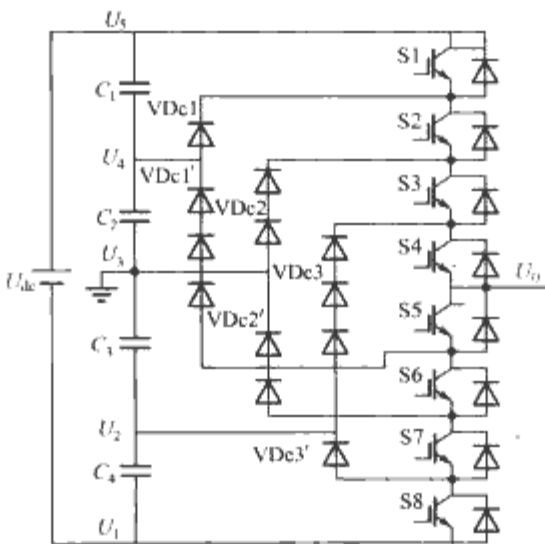 U₅
S1
C₁
VDc1
S2
U₄
VDc1′
S3
VDc2
C₂
S4
U₃
VDc3
U₀
U_dc
VDc2′
S5
C₃
S6
U₂
VDc3′
S7
C₄
S8
U₁